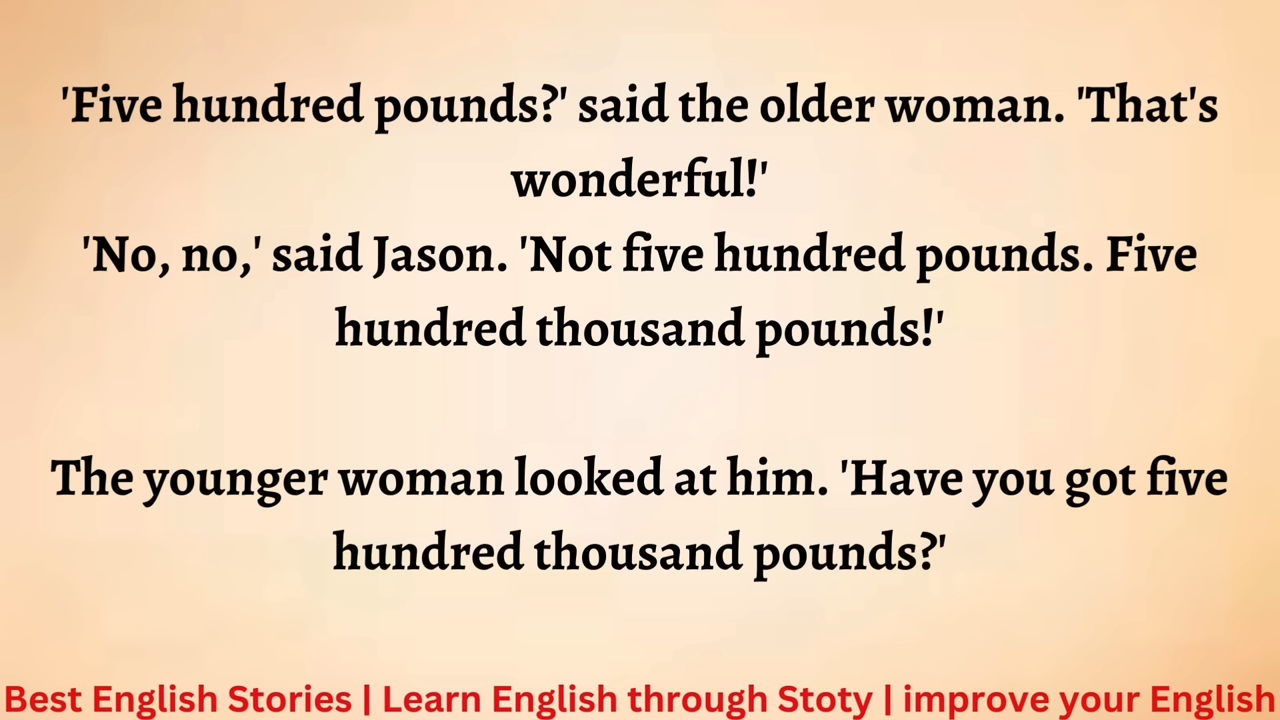 'Five hundred pounds?' said the older woman. 'That's
wonderful!'
'No, no,' said Jason. 'Not five hundred pounds. Five
hundred thousand pounds!'
The younger woman looked at him. 'Have you got five
hundred thousand pounds?'
Best English Stories | Learn English through Stoty | improve your English